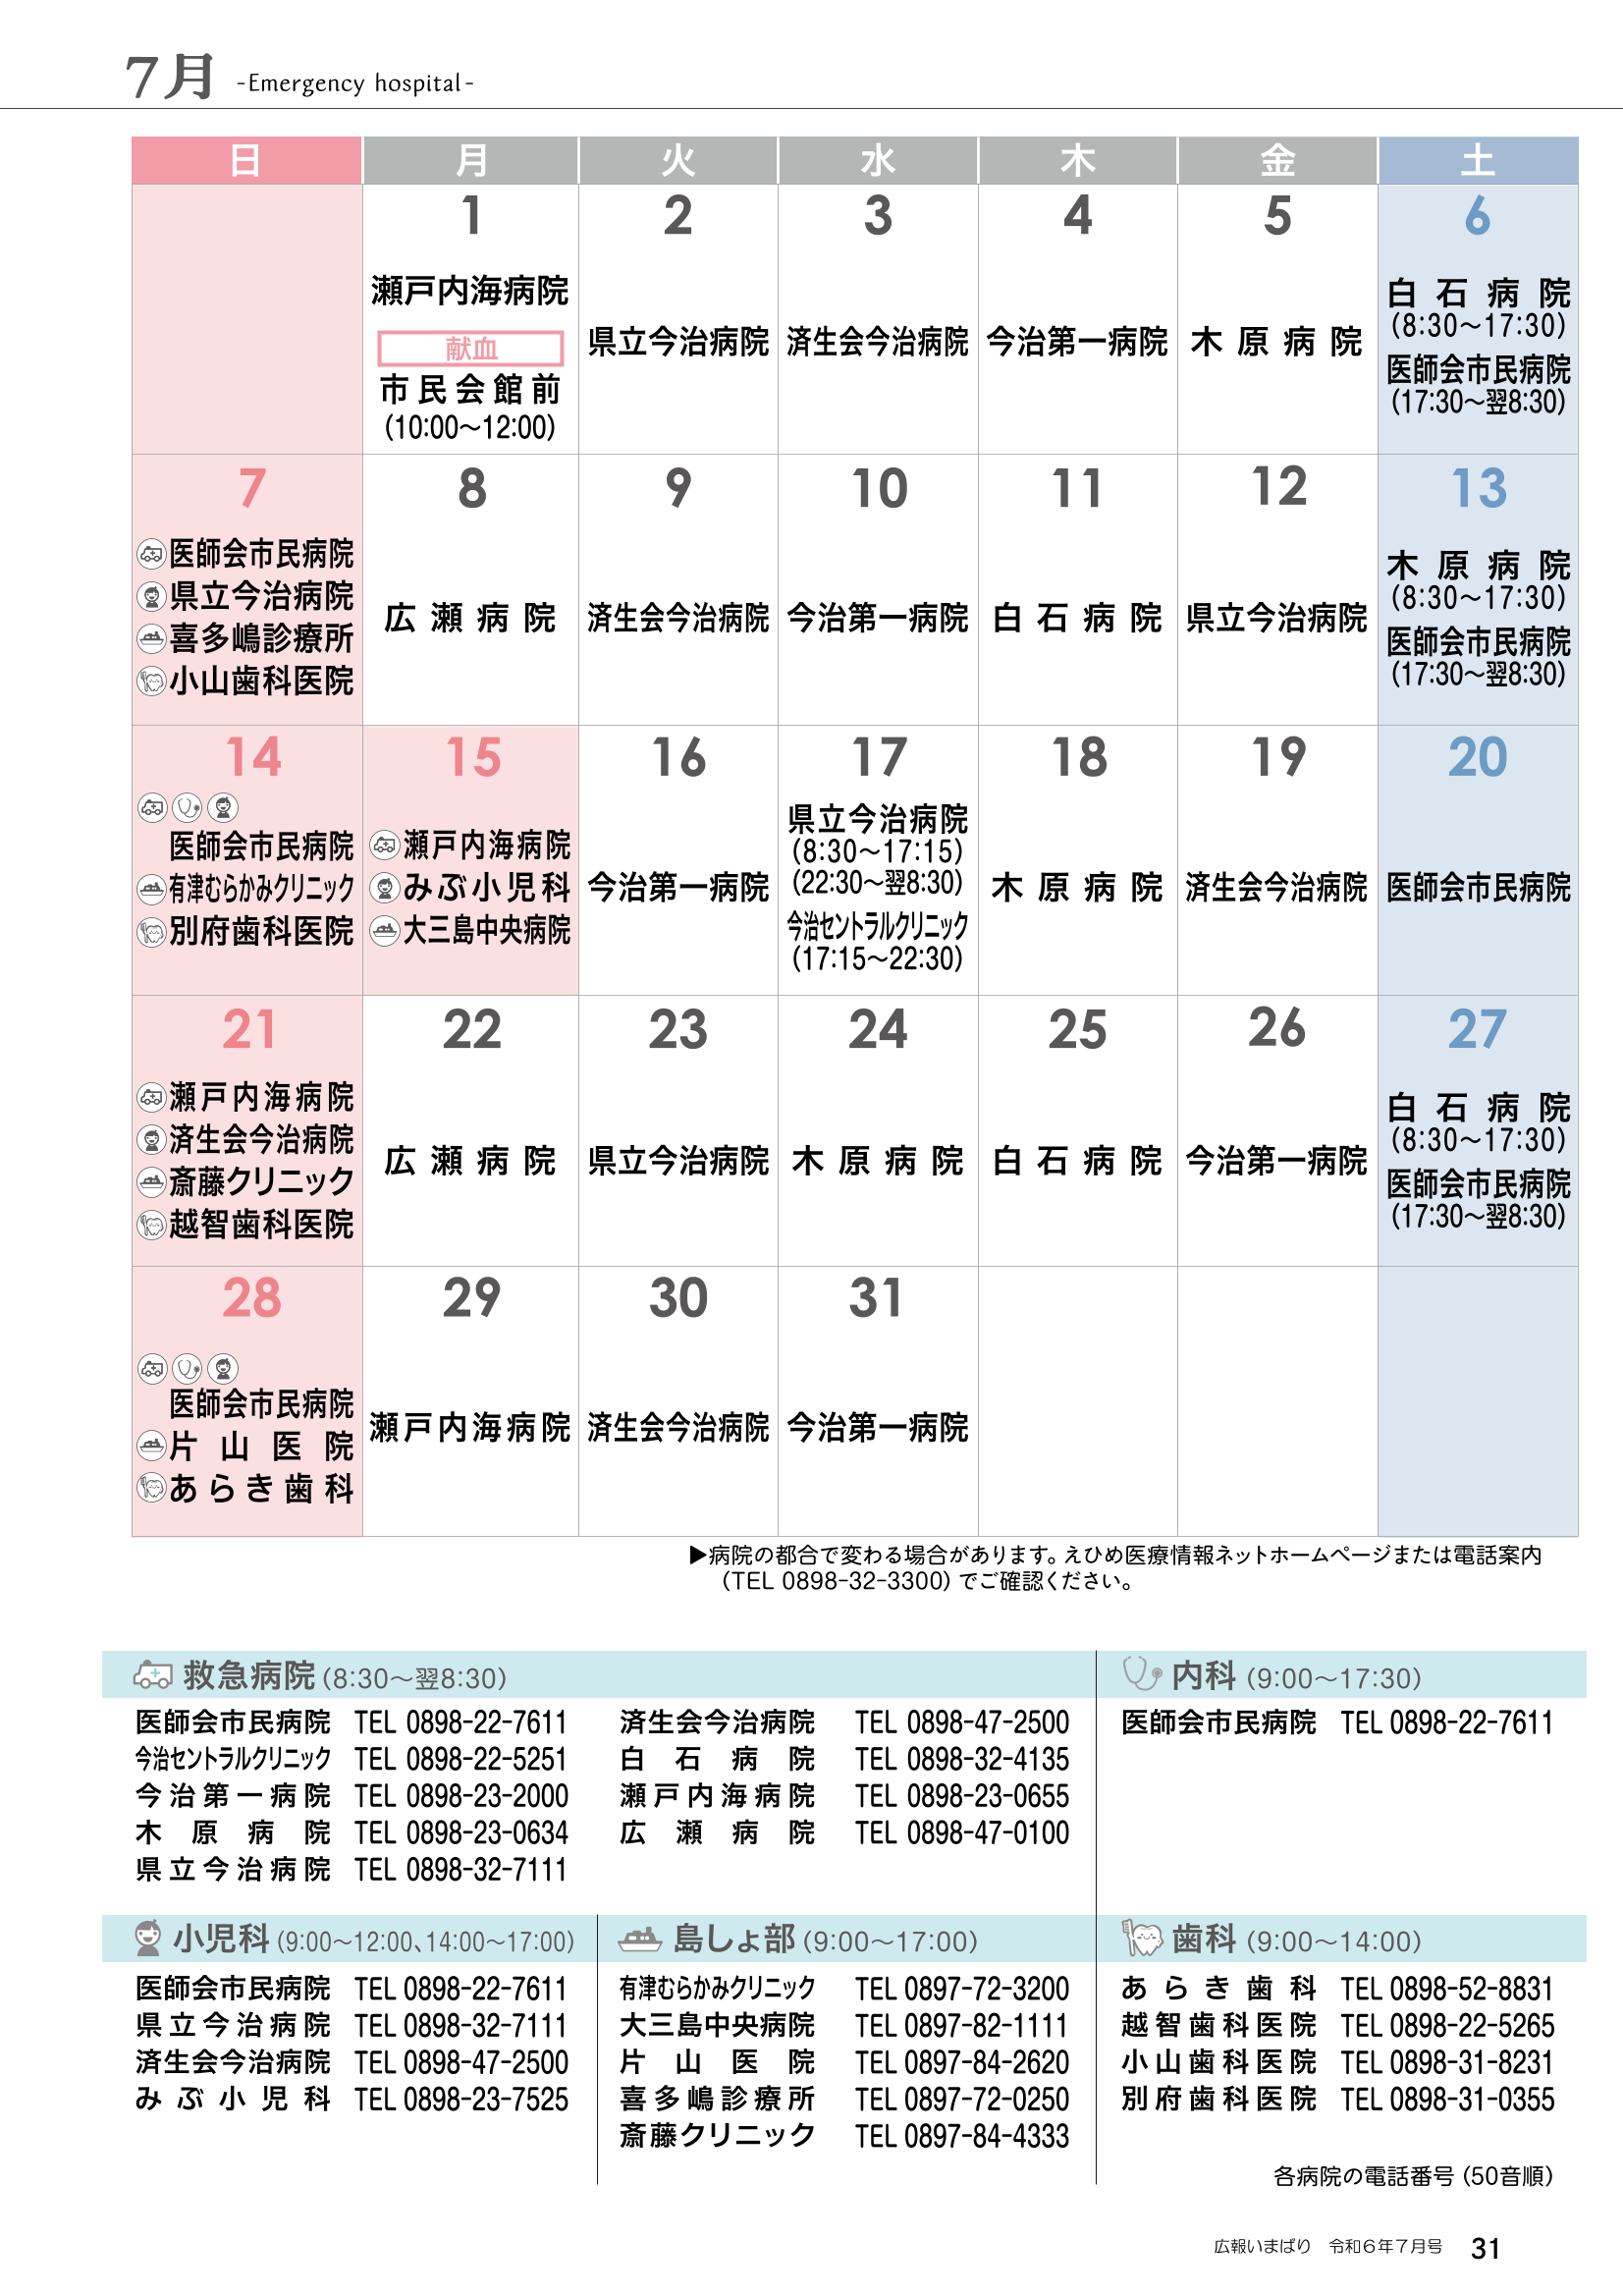 7月 -Emergency hospital-
日 月 火 水 木 金 土
1
瀬戸内海病院
献血
市民会館前
(10:00〜12:00)
2
県立今治病院
3
済生会今治病院
4
今治第一病院
5
木原病院
6
白石病院
(8:30〜17:30)
医師会市民病院
(17:30〜翌8:30)
7
医師会市民病院
県立今治病院
喜多嶋診療所
小山歯科医院
8
広瀬病院
9
済生会今治病院
10
今治第一病院
11
白石病院
12
県立今治病院
13
木原病院
(8:30〜17:30)
医師会市民病院
(17:30〜翌8:30)
14
医師会市民病院
有津むらかみクリニック
別府歯科医院
15
瀬戸内海病院
みぶ小児科
大三島中央病院
16
今治第一病院
17
県立今治病院
(8:30〜17:15)
(22:30〜翌8:30)
今治セントラルクリニック
(17:15〜22:30)
18
木原病院
19
済生会今治病院
20
医師会市民病院
21
瀬戸内海病院
済生会今治病院
斎藤クリニック
越智歯科医院
22
広瀬病院
23
県立今治病院
24
木原病院
25
白石病院
26
今治第一病院
27
白石病院
(8:30〜17:30)
医師会市民病院
(17:30〜翌8:30)
28
医師会市民病院
片山医院
あらき歯科
29
瀬戸内海病院
30
済生会今治病院
31
今治第一病院
▶病院の都合で変わる場合があります。えひめ医療情報ネットホームページまたは電話案内
(TEL 0898-32-3300) でご確認ください。
救急病院 (8:30〜翌8:30)
医師会市民病院 TEL 0898-22-7611
今治セントラルクリニック TEL 0898-22-5251
今治第一病院 TEL 0898-23-2000
木原病院 TEL 0898-23-0634
県立今治病院 TEL 0898-32-7111
済生会今治病院 TEL 0898-47-2500
白石病院 TEL 0898-32-4135
瀬戸内海病院 TEL 0898-23-0655
広瀬病院 TEL 0898-47-0100
内科 (9:00〜17:30)
医師会市民病院 TEL 0898-22-7611
小児科 (9:00〜12:00、14:00〜17:00)
医師会市民病院 TEL 0898-22-7611
県立今治病院 TEL 0898-32-7111
済生会今治病院 TEL 0898-47-2500
みぶ小児科 TEL 0898-23-7525
島しょ部 (9:00〜17:00)
有津むらかみクリニック TEL 0897-72-3200
大三島中央病院 TEL 0897-82-1111
片山医院 TEL 0897-84-2620
喜多嶋診療所 TEL 0897-72-0250
斎藤クリニック TEL 0897-84-4333
歯科 (9:00〜14:00)
あらき歯科 TEL 0898-52-8831
越智歯科医院 TEL 0898-22-5265
小山歯科医院 TEL 0898-31-8231
別府歯科医院 TEL 0898-31-0355
各病院の電話番号 (50音順)
広報いまばり 令和6年7月号 31